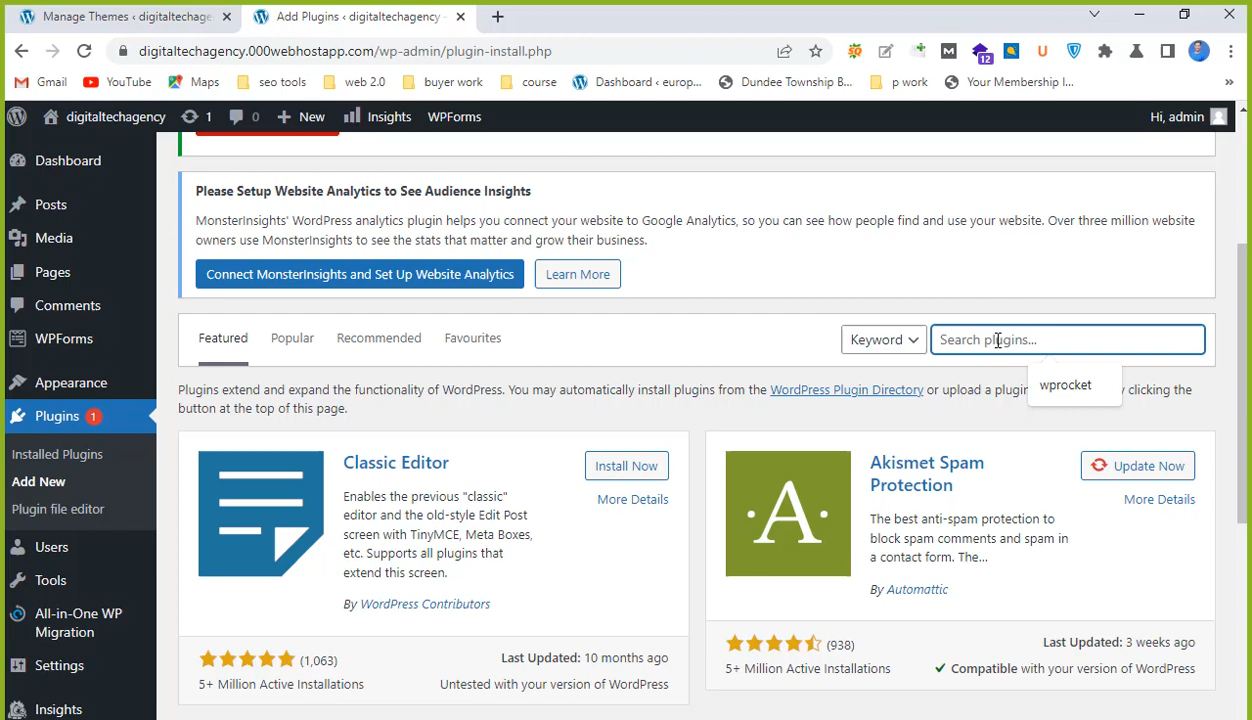 Manage Themes ‹ digitaltechage
Add Plugins ‹ digitaltechagency -
digitaltechagency.000webhostapp.com/wp-admin/plugin-install.php
12
Gmail
YouTube
Maps
seo tools
web 2.0
buyer work
course
Dashboard ‹ europ...
Dundee Township B...
p work
Your Membership I...
»
digitaltechagency
1
0
New
Insights
WPForms
Hi, admin
Dashboard
Posts
Media
Pages
Comments
WPForms
Appearance
Plugins 1
Installed Plugins
Add New
Plugin file editor
Users
Tools
All-in-One WP
Migration
Settings
Insights
Please Setup Website Analytics to See Audience Insights
MonsterInsights' WordPress analytics plugin helps you connect your website to Google Analytics, so you can see how people find and use your website. Over three million website
owners use MonsterInsights to see the stats that matter and grow their business.
Connect MonsterInsights and Set Up Website Analytics
Learn More
Featured
Popular
Recommended
Favourites
Keyword
Search plugins...
wprocket
Plugins extend and expand the functionality of WordPress. You may automatically install plugins from the WordPress Plugin Directory or upload a plugin clicking the
button at the top of this page.
Classic Editor
Install Now
More Details
Enables the previous "classic"
editor and the old-style Edit Post
screen with TinyMCE, Meta Boxes,
etc. Supports all plugins that
extend this screen.
By WordPress Contributors
(1,063)
5+ Million Active Installations
Last Updated: 10 months ago
Untested with your version of WordPress
A
Akismet Spam
Protection
Update Now
More Details
The best anti-spam protection to
block spam comments and spam in
a contact form. The...
By Automattic
(938)
5+ Million Active Installations
Last Updated: 3 weeks ago
Compatible with your version of WordPress